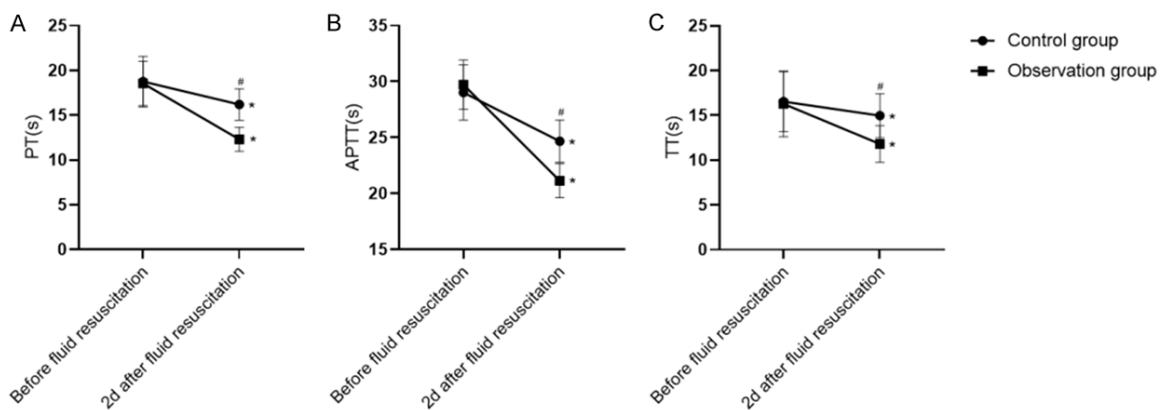 A
PT(s)
25
20
15
10
5
0
#
*
*
Before fluid resuscitation
2d after fluid resuscitation
B
APTT(s)
35
30
25
20
15
#
*
*
Before fluid resuscitation
2d after fluid resuscitation
C
TT(s)
25
20
15
10
5
0
#
*
*
Before fluid resuscitation
2d after fluid resuscitation
Control group
Observation group